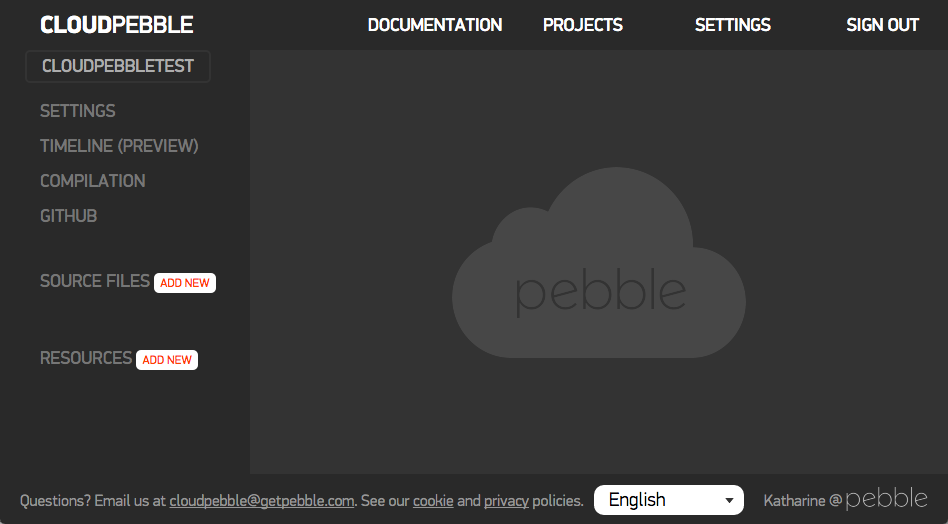 CLOUDPEBBLE DOCUMENTATION PROJECTS SETTINGS SIGN OUT
CLOUDPEBBLETEST
SETTINGS
TIMELINE (PREVIEW)
COMPILATION
GITHUB
SOURCE FILES ADD NEW
RESOURCES ADD NEW
pebble
Questions? Email us at cloudpebble@getpebble.com. See our cookie and privacy policies. English Katharine @ pebble